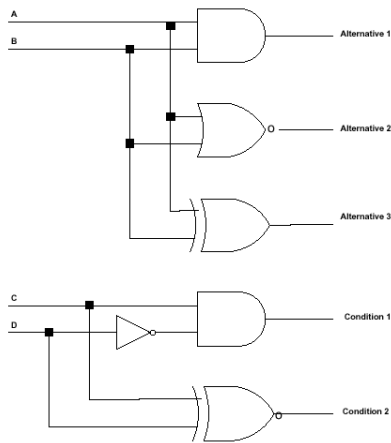 A
Alternative 1
B
Alternative 2
Alternative 3
C
Condition 1
D
Condition 2